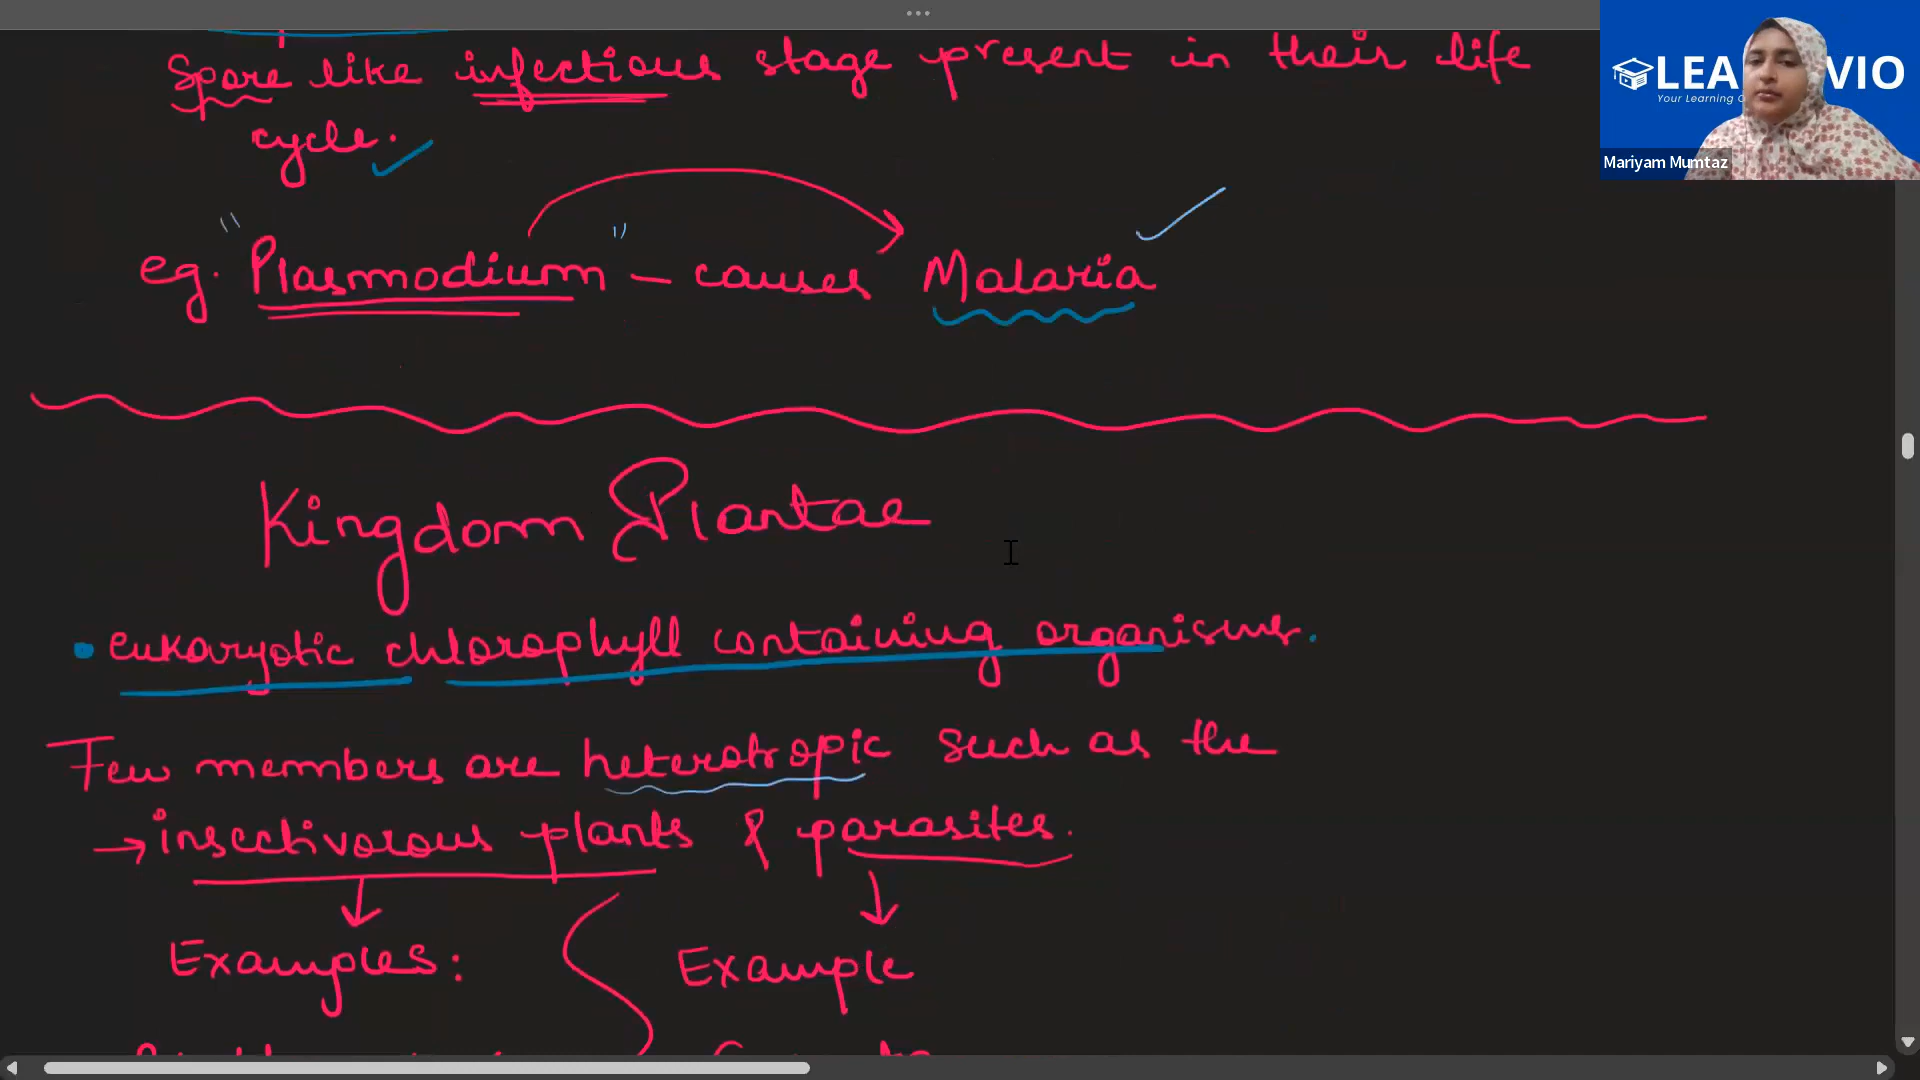 Spore like infectious stage present in their life
cycle.
eg. "Plasmodium" – causes Malaria
Kingdom Plantae
• eukaryotic chlorophyll containing organisms.
Few members are heterotropic such as the
→ insectivorous plants & parasites.
Examples:
Example
LEA VIO
Your Learning
Mariyam Mumtaz